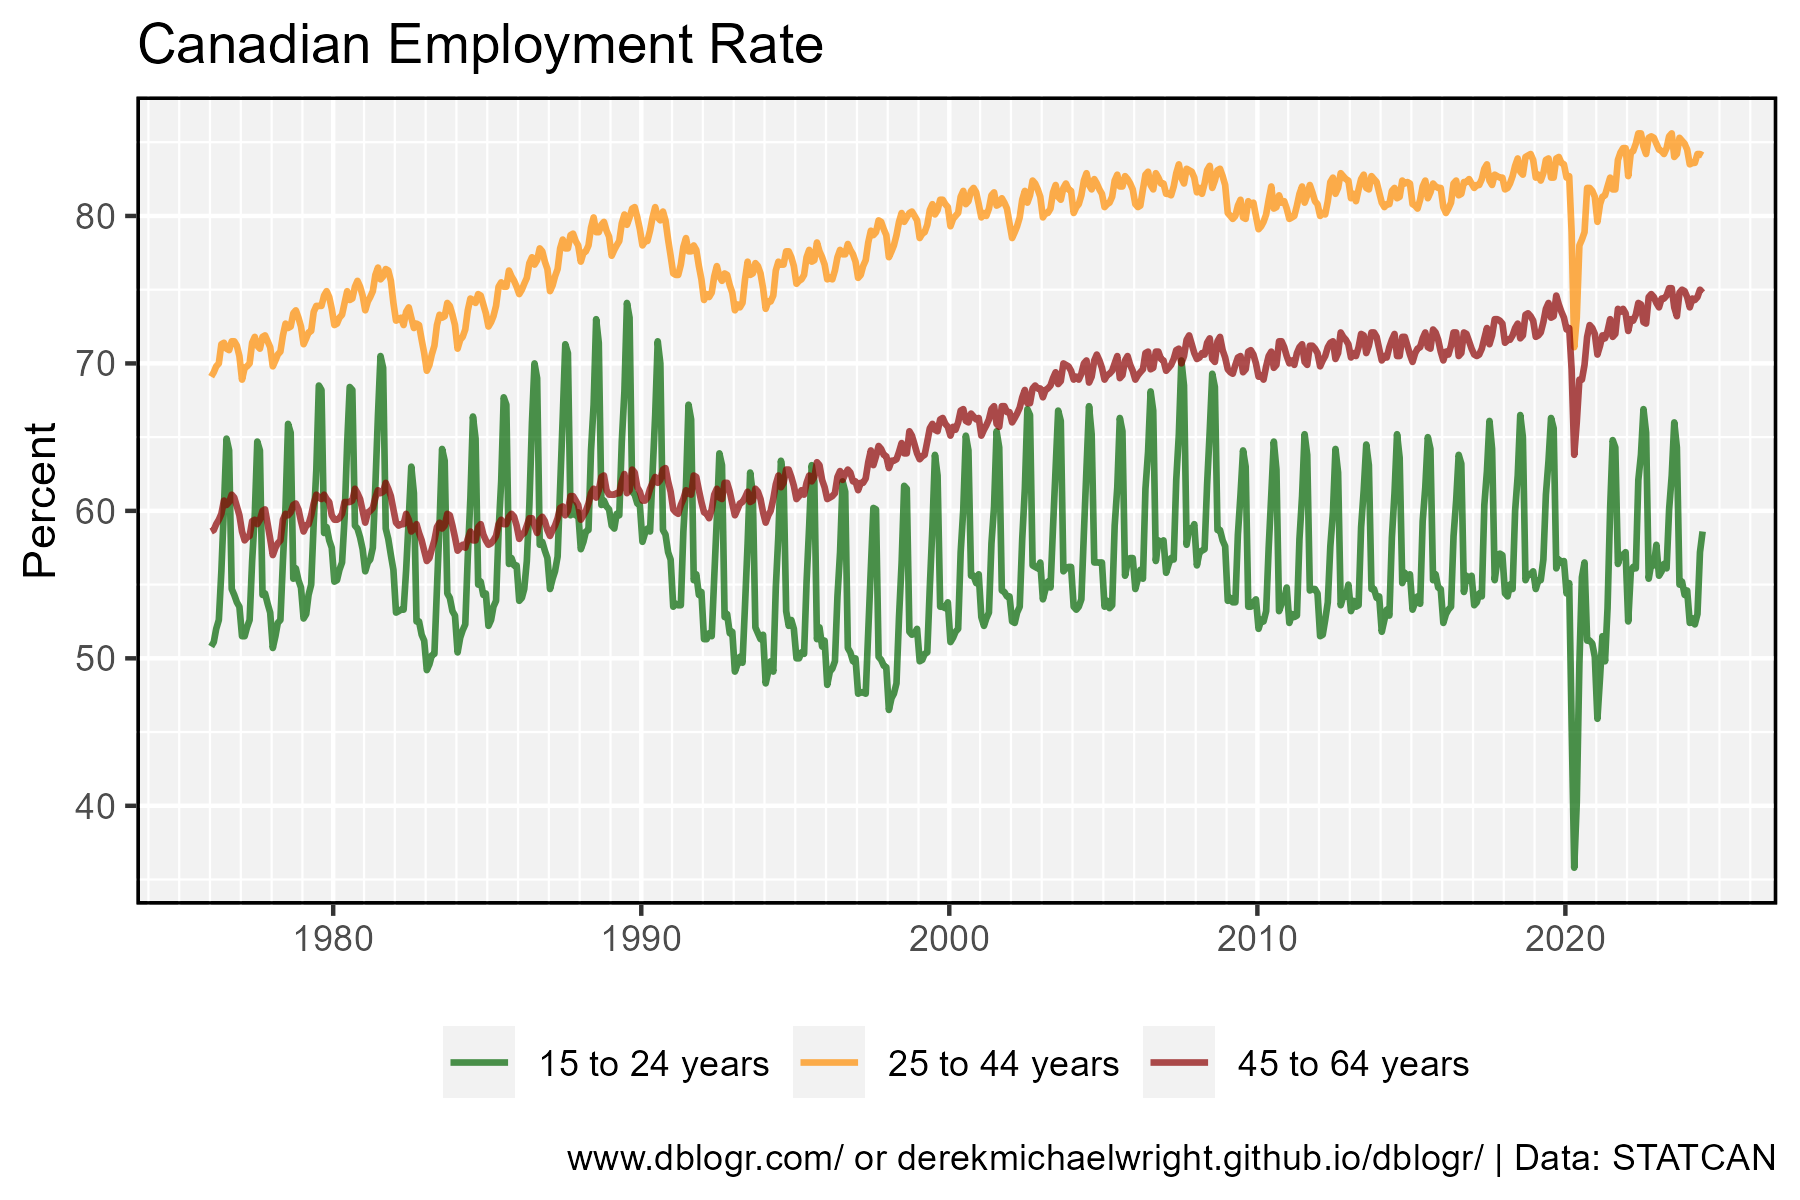 Canadian Employment Rate
Percent
80
70
60
50
40
1980 1990 2000 2010 2020
15 to 24 years 25 to 44 years 45 to 64 years
www.dblogr.com/ or derekmichaelwright.github.io/dblogr/ | Data: STATCAN